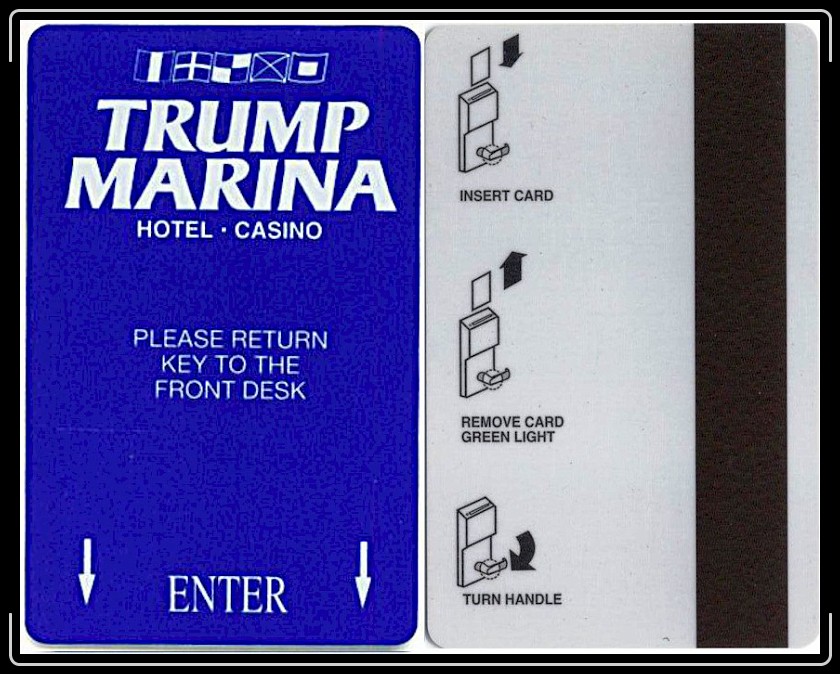 TRUMP
MARINA
HOTEL · CASINO
PLEASE RETURN
KEY TO THE
FRONT DESK
ENTER
INSERT CARD
REMOVE CARD
GREEN LIGHT
TURN HANDLE